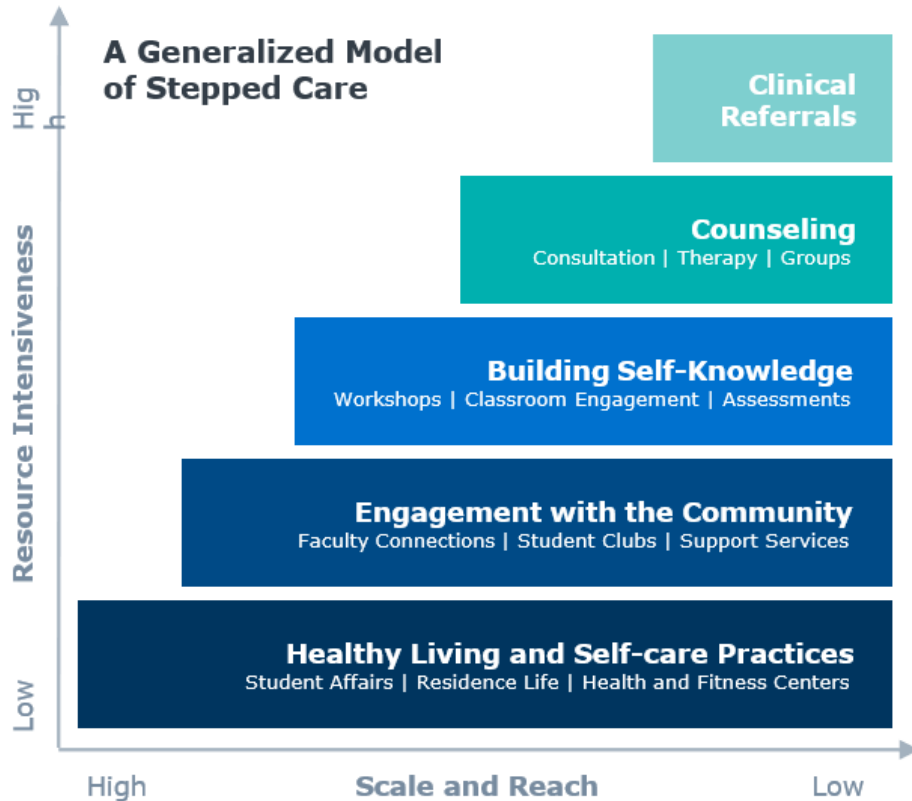 A Generalized Model
of Stepped Care
Clinical
Referrals
Counseling
Consultation | Therapy | Groups
Building Self-Knowledge
Workshops | Classroom Engagement | Assessments
Engagement with the Community
Faculty Connections | Student Clubs | Support Services
Healthy Living and Self-care Practices
Student Affairs | Residence Life | Health and Fitness Centers
Hig
h
Resource Intensiveness
Low
High
Scale and Reach
Low